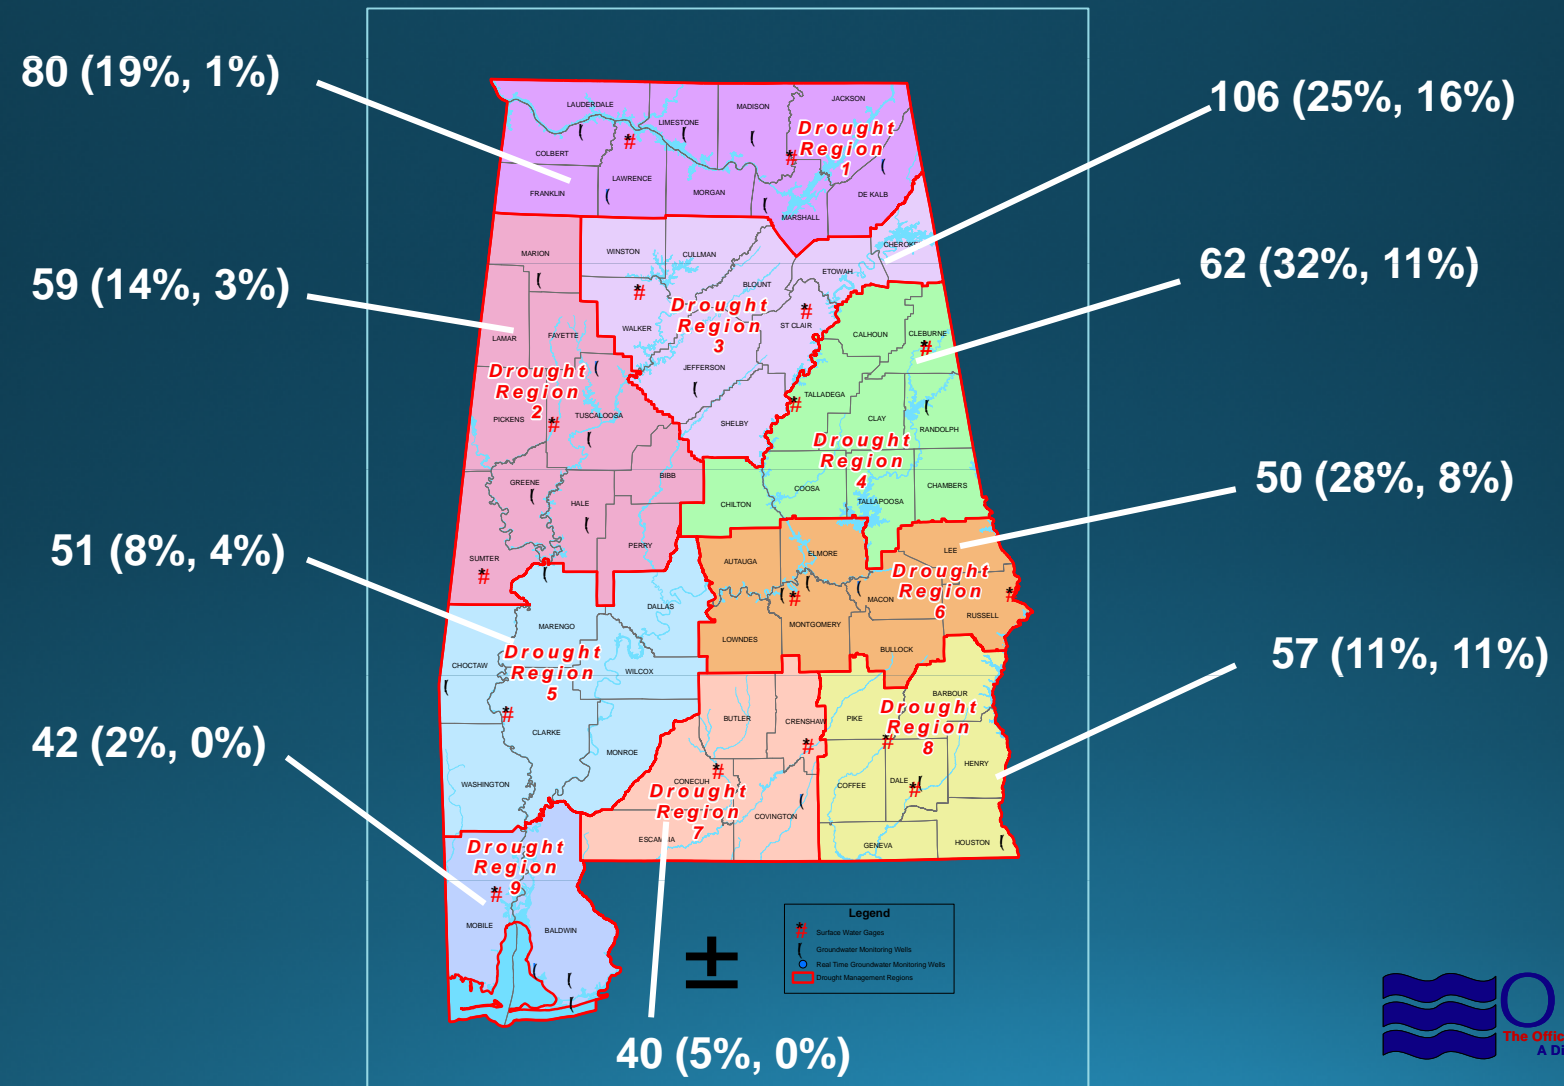 80 (19%, 1%)
106 (25%, 16%)
59 (14%, 3%)
62 (32%, 11%)
50 (28%, 8%)
51 (8%, 4%)
57 (11%, 11%)
42 (2%, 0%)
40 (5%, 0%)
LAUDERDALE
LIMESTONE
MADISON
JACKSON
COLBERT
FRANKLIN
LAWRENCE
MORGAN
MARSHALL
DE KALB
Drought
Region
1
MARION
WINSTON
CULLMAN
CHEROKE
ETOWAH
BLOUNT
WALKER
ST CLAIR
JEFFERSON
SHELBY
Drought
Region
3
LAMAR
FAYETTE
PICKENS
TUSCALOOSA
GREENE
HALE
BIBB
PERRY
SUMTER
Drought
Region
2
CALHOUN
CLEBURNE
TALLADEGA
CLAY
RANDOLPH
CHILTON
COOSA
TALLAPOOSA
CHAMBERS
Drought
Region
4
AUTAUGA
ELMORE
LEE
MACON
RUSSELL
LOWNDES
MONTGOMERY
BULLOCK
Drought
Region
6
DALLAS
MARENGO
CHOCTAW
WILCOX
CLARKE
MONROE
WASHINGTON
Drought
Region
5
BUTLER
CRENSHAW
CONECUH
COVINGTON
ESCAMBIA
Drought
Region
7
PIKE
BARBOUR
COFFEE
DALE
HENRY
GENEVA
HOUSTON
Drought
Region
8
MOBILE
BALDWIN
Drought
Region
9
±
Legend
*# Surface Water Gages
( Groundwater Monitoring Wells
Real Time Groundwater Monitoring Wells
Drought Management Regions
O
The Offic
A Di